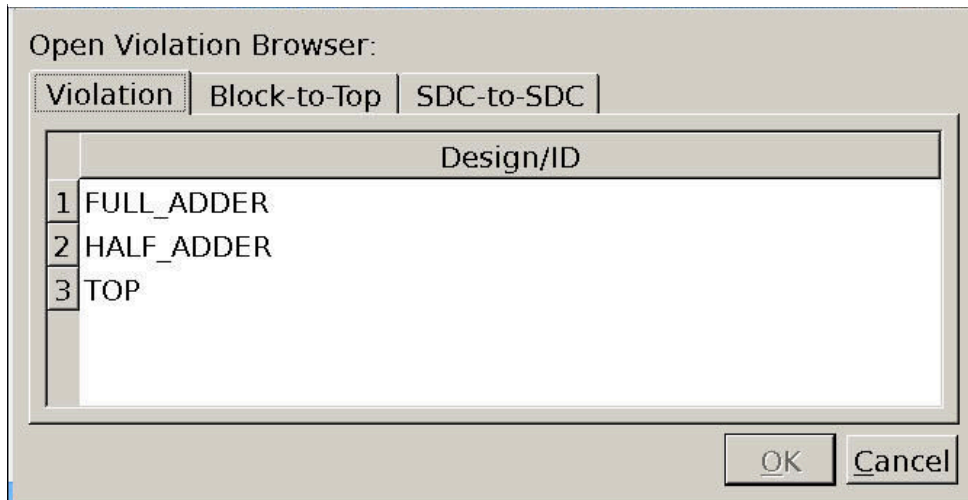 Open Violation Browser:
Violation Block-to-Top SDC-to-SDC
Design/ID
1 FULL_ADDER
2 HALF_ADDER
3 TOP
OK Cancel